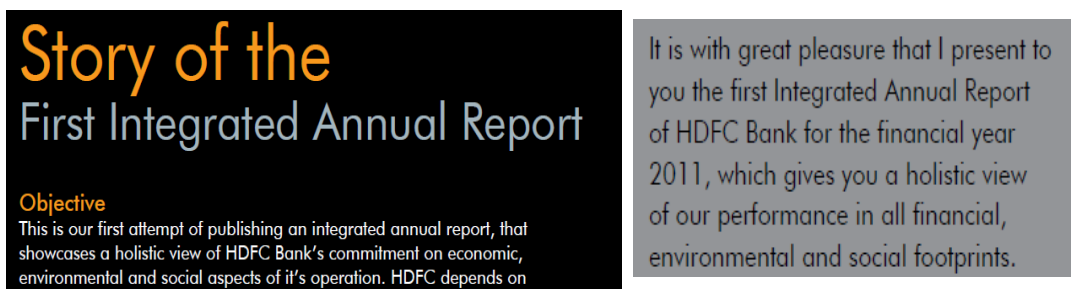 Story of the
First Integrated Annual Report
Objective
This is our first attempt of publishing an integrated annual report, that
showcases a holistic view of HDFC Bank's commitment on economic,
environmental and social aspects of it's operation. HDFC depends on
It is with great pleasure that I present to
you the first Integrated Annual Report
of HDFC Bank for the financial year
2011, which gives you a holistic view
of our performance in all financial,
environmental and social footprints.